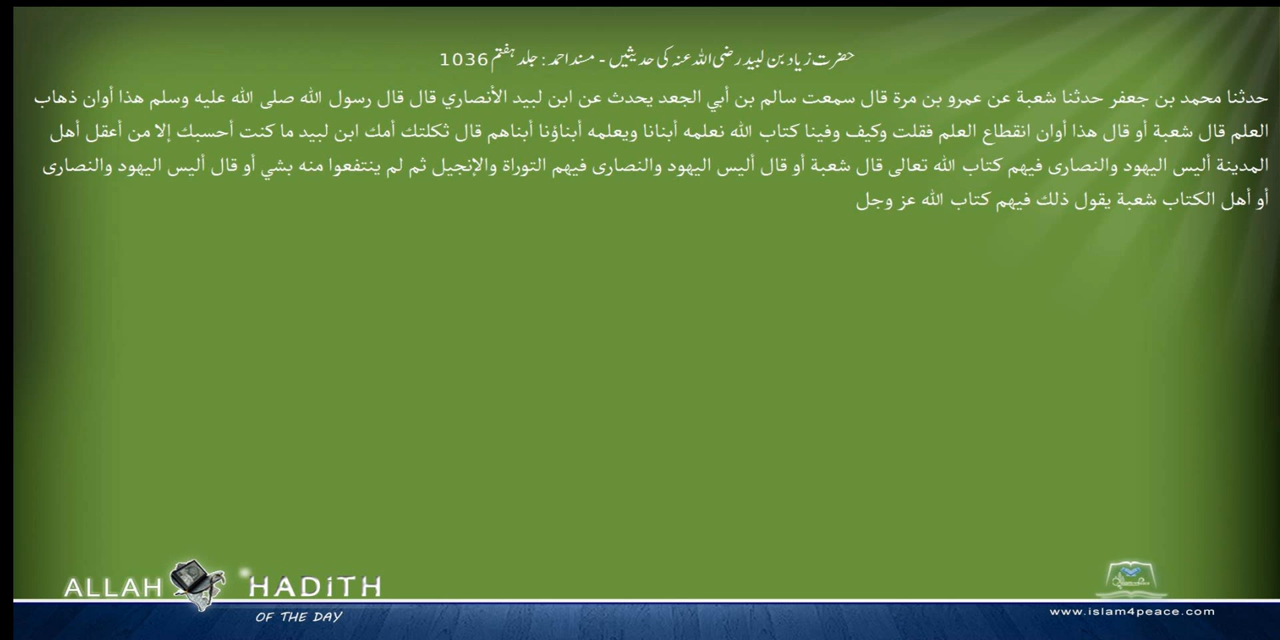 حضرت زیاد بن لبید رضی اللہ عنہ کی حدیثیں - مسند احمد : جلد ہفتم 1036
حدثنا محمد بن جعفر حدثنا شعبة عن عمرو بن مرة قال سمعت سالم بن أبي الجعد يحدث عن ابن لبيد الأنصاري قال قال رسول الله صلى الله عليه وسلم هذا أوان ذهاب
العلم قال شعبة أو قال هذا أوان انقطاع العلم فقلت وكيف وفينا كتاب الله نعلمه أبنانا ويعلمه أبناؤنا أبناهم قال ثكلتك أمك ابن لبيد ما كنت أحسبك إلا من أعقل أهل
المدينة أليس اليهود والنصارى فيهم كتاب الله تعالى قال شعبة أو قال أليس اليهود والنصارى فيهم التوراة والإنجيل ثم لم ينتفعوا منه بشي أو قال أليس اليهود والنصارى
أو أهل الكتاب شعبة يقول ذلك فيهم كتاب الله عز وجل
ALLAH HADITH
OF THE DAY
www.islam4peace.com